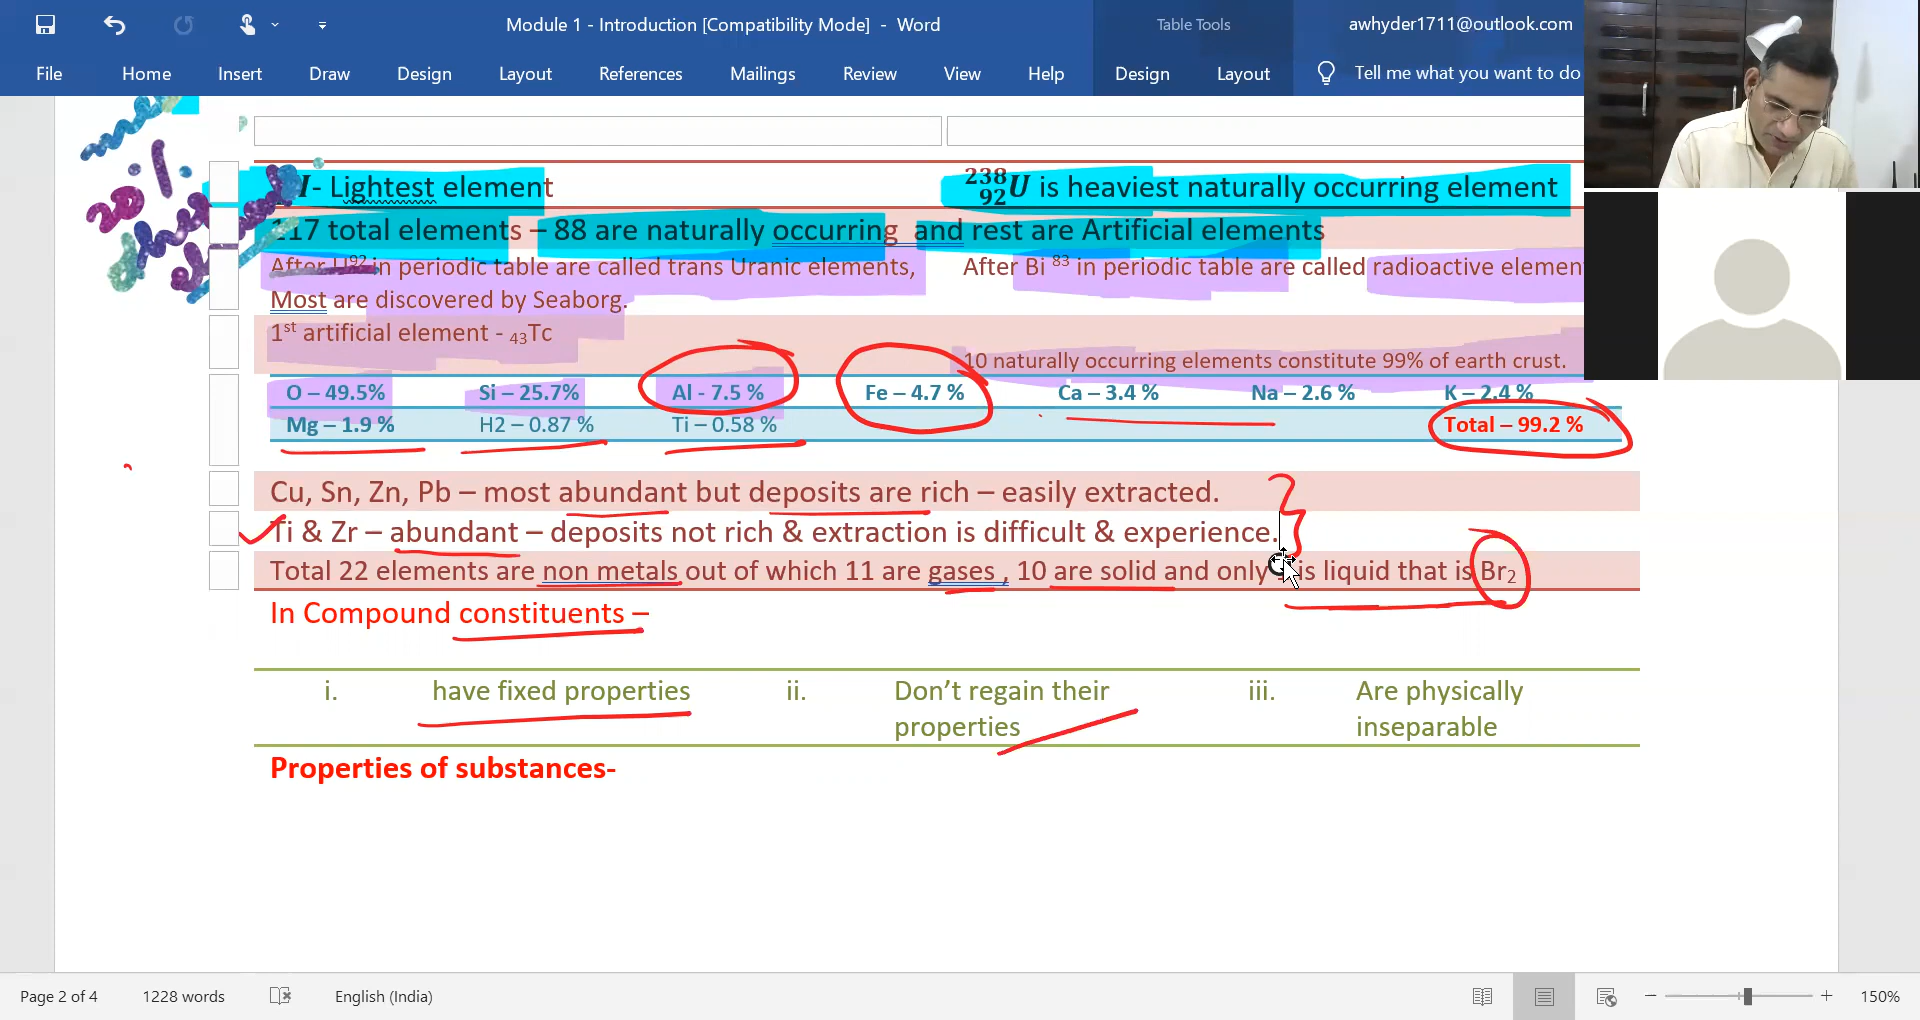 Module 1 - Introduction [Compatibility Mode] - Word
Table Tools
awhyder1711@outlook.com
File Home Insert Draw Design Layout References Mailings Review View Help Design Layout Tell me what you want to do
- Lightest element
238 92 U is heaviest naturally occurring element
117 total elements – 88 are naturally occurring and rest are Artificial elements
After U92 in periodic table are called trans Uranic elements,
Most are discovered by Seaborg.
After Bi 83 in periodic table are called radioactive elemen
1st artificial element - 43Tc
10 naturally occurring elements constitute 99% of earth crust.
O – 49.5% Si – 25.7% Al - 7.5 % Fe – 4.7 % Ca – 3.4 % Na – 2.6 % K – 2.4 %
Mg – 1.9 % H2 – 0.87 % Ti – 0.58 % Total – 99.2 %
Cu, Sn, Zn, Pb – most abundant but deposits are rich – easily extracted.
Ti & Zr – abundant – deposits not rich & extraction is difficult & experience.
Total 22 elements are non metals out of which 11 are gases , 10 are solid and only is liquid that is Br2
In Compound constituents –
i. have fixed properties
ii. Don’t regain their properties
iii. Are physically inseparable
Properties of substances-
Page 2 of 4 1228 words English (India) 150%